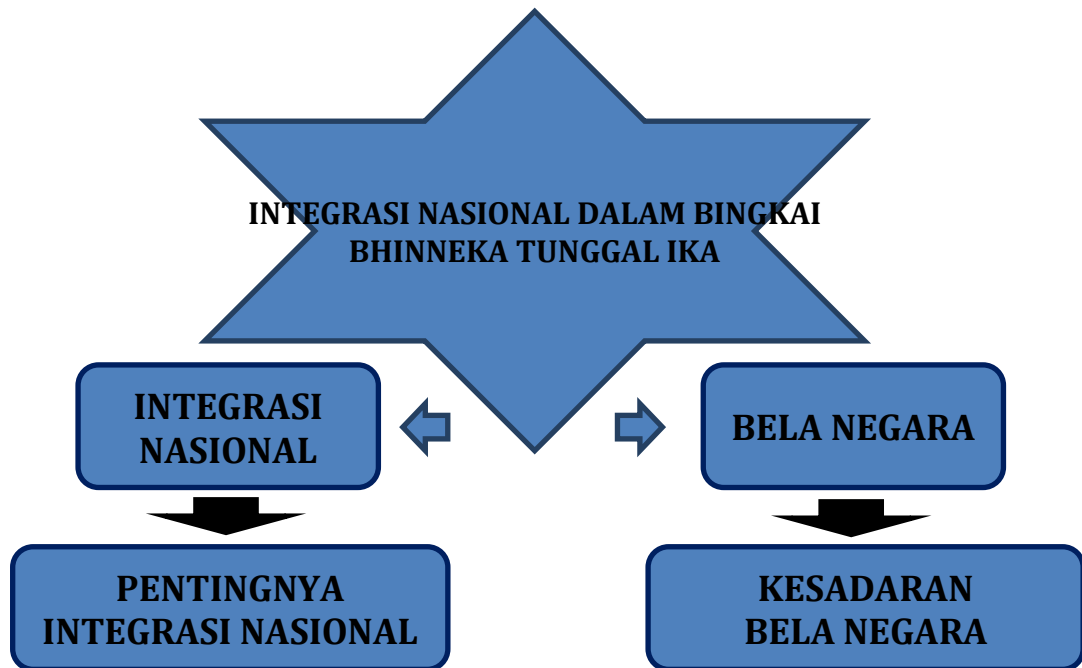 INTEGRASI NASIONAL DALAM BINGKAI
BHINNEKA TUNGGAL IKA
INTEGRASI
NASIONAL
BELA NEGARA
PENTINGNYA
INTEGRASI NASIONAL
KESADARAN
BELA NEGARA